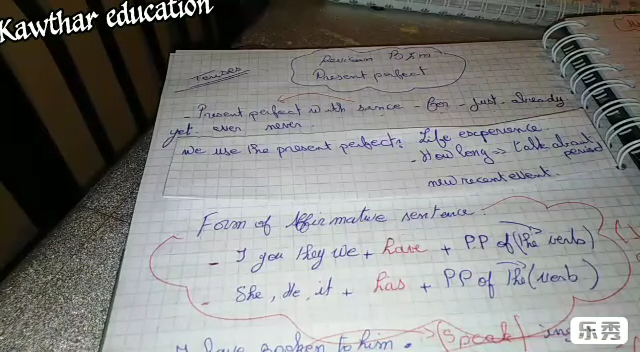 Kawthar education
Tenses
Revision B&m
Present perfect
Present perfect with since - For - Just - already
yet - ever never.
we use the present perfect: Life experience
- How long => talk about
period
new recent event.
Form of Affirmative sentence.
- I you they we + have + PP of (the verb)
- She, He, it + has + PP of the (verb)
I have spoken to him. (Speak)
乐秀